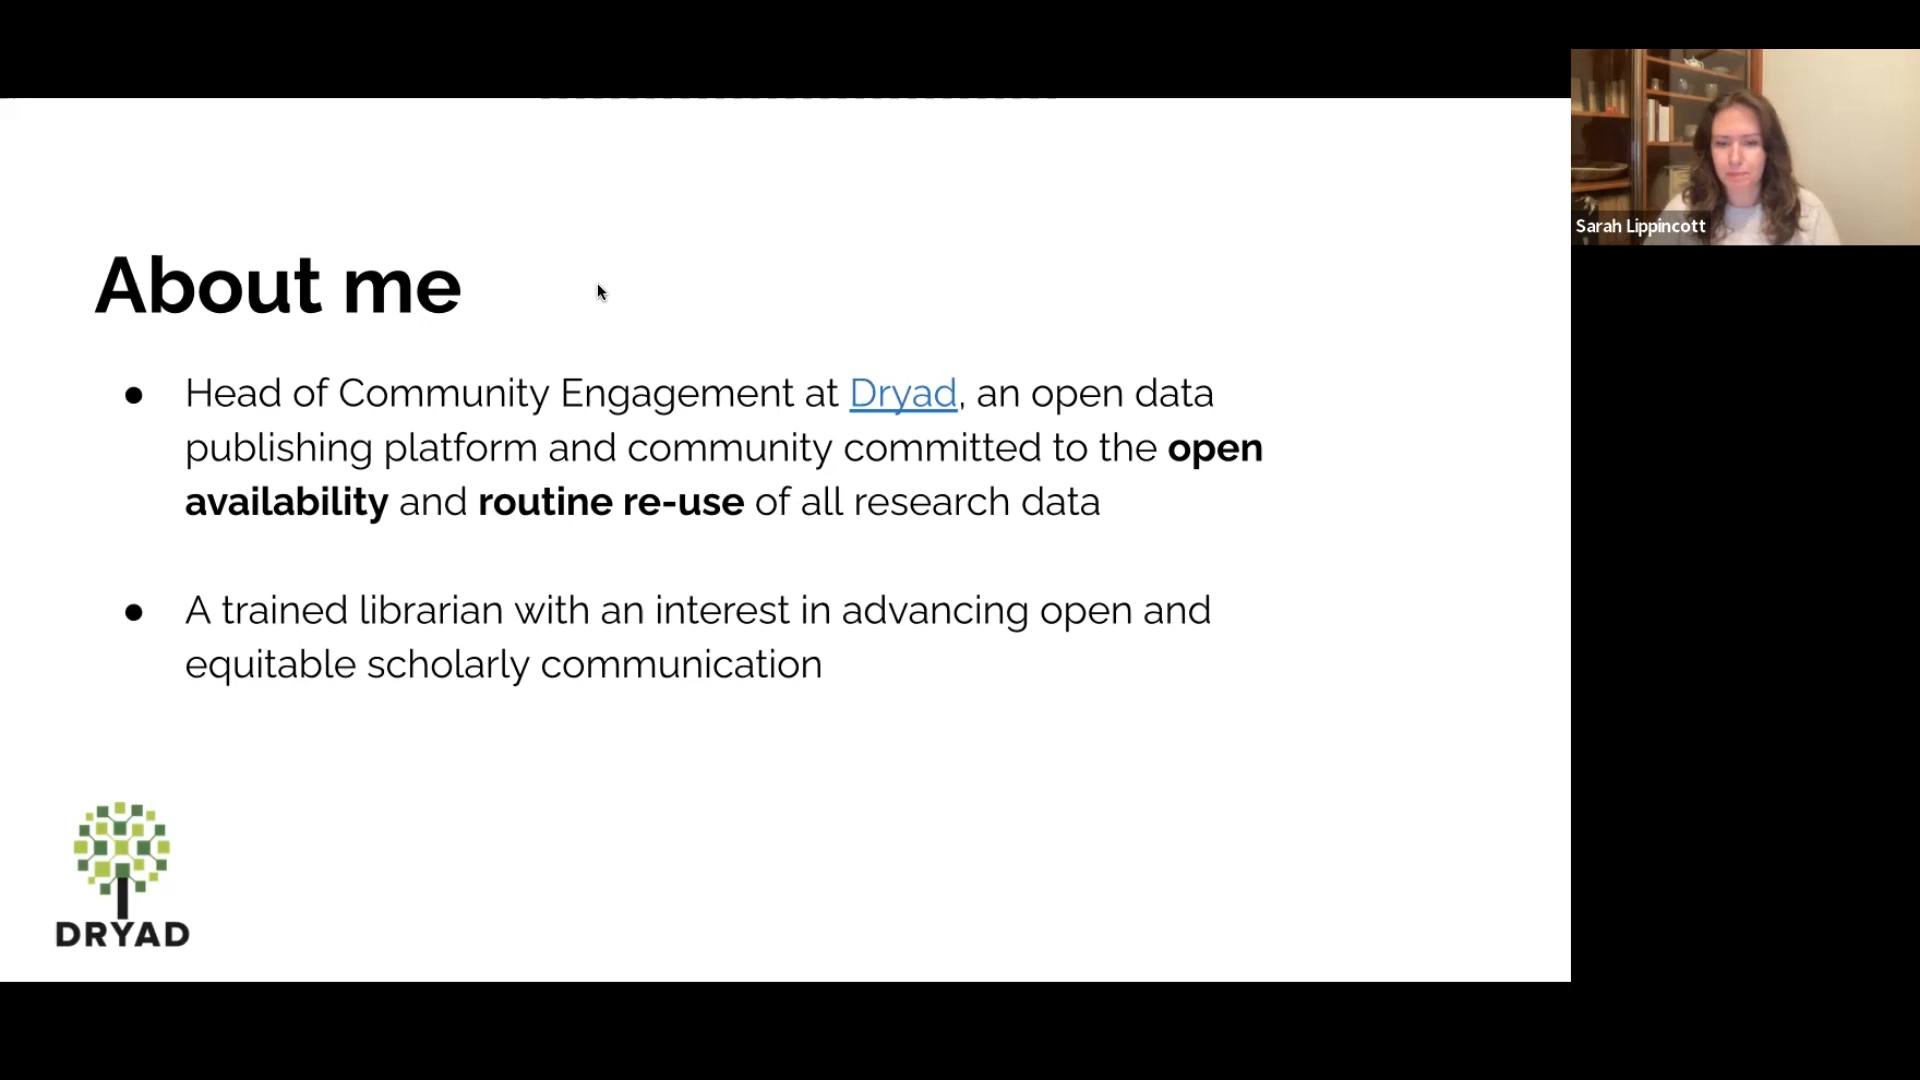 About me
● Head of Community Engagement at Dryad, an open data
publishing platform and community committed to the open
availability and routine re-use of all research data
● A trained librarian with an interest in advancing open and
equitable scholarly communication
DRYAD
Sarah Lippincott